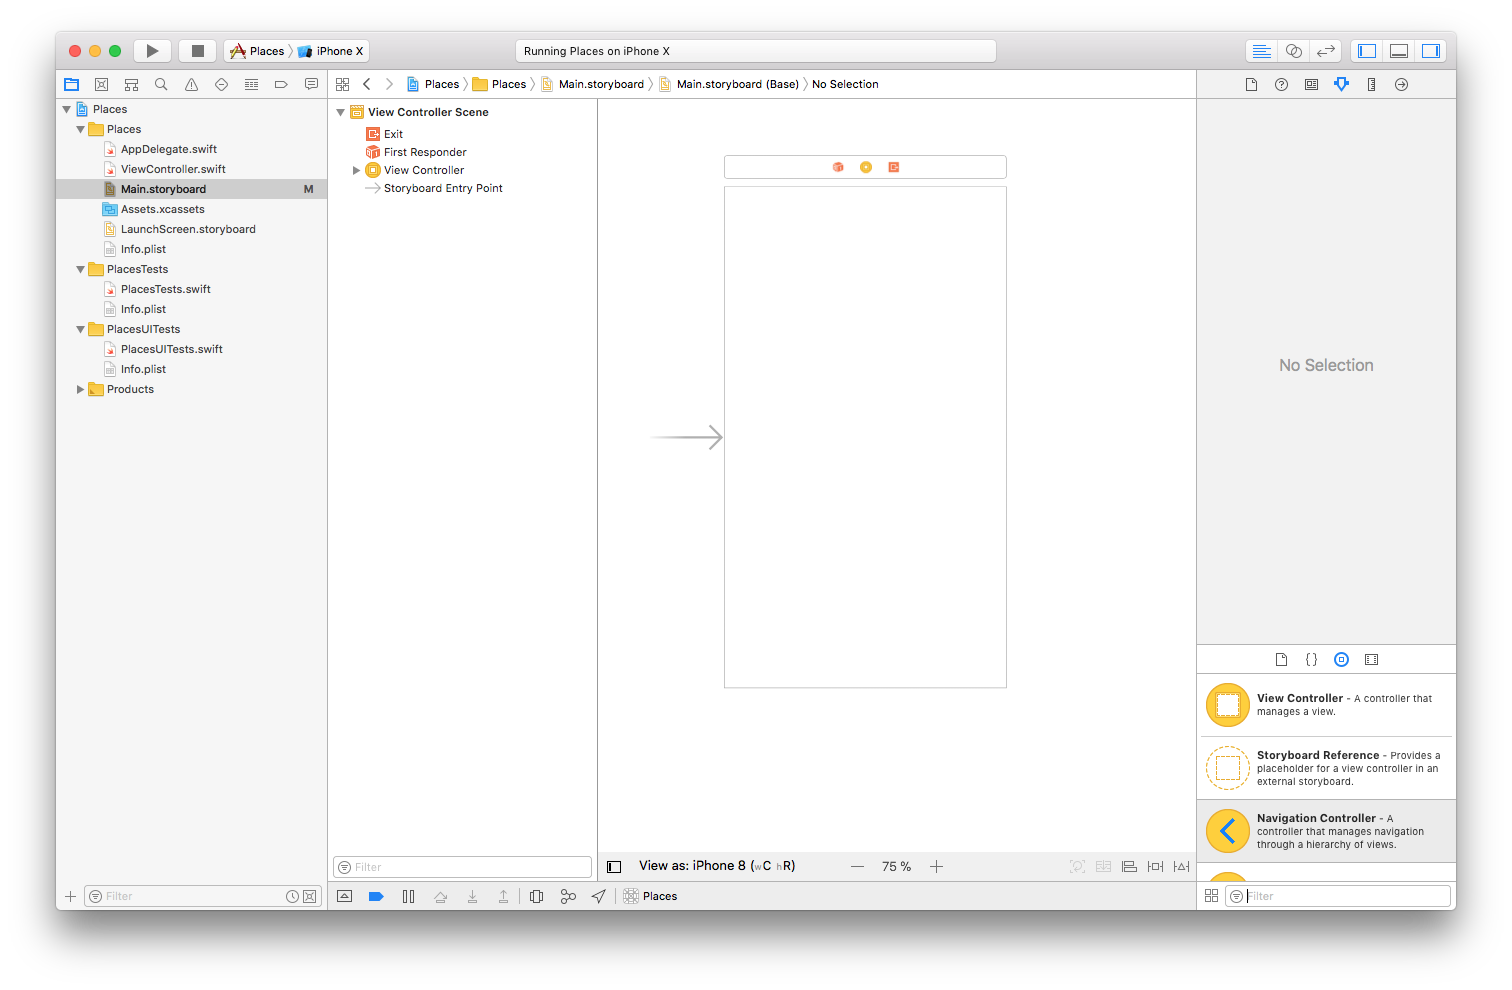 Places
iPhone X
Running Places on iPhone X
Places
Places
Main.storyboard
Main.storyboard (Base)
No Selection
Places
Places
AppDelegate.swift
ViewController.swift
Main.storyboard
M
Assets.xcassets
LaunchScreen.storyboard
Info.plist
PlacesTests
PlacesTests.swift
Info.plist
PlacesUITests
PlacesUITests.swift
Info.plist
Products
Filter
View Controller Scene
Exit
First Responder
View Controller
Storyboard Entry Point
Filter
View as: iPhone 8 (wC hR)
75 %
Places
No Selection
{ }
View Controller - A controller that
manages a view.
Storyboard Reference - Provides a
placeholder for a view controller in an
external storyboard.
Navigation Controller - A
controller that manages navigation
through a hierarchy of views.
Filter